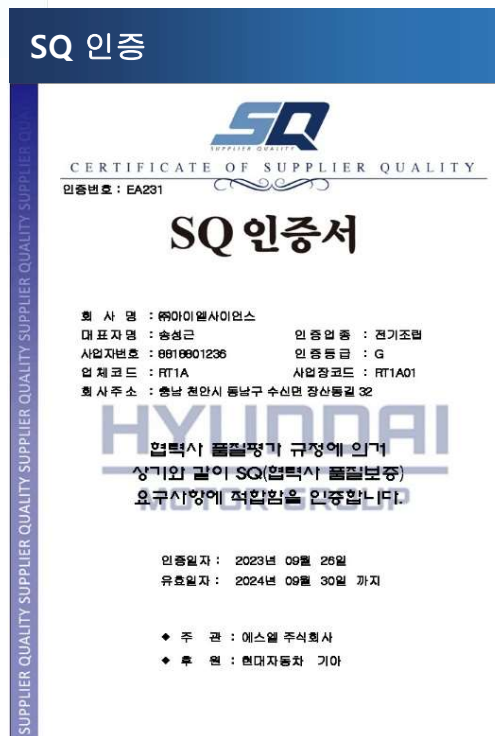 SQ 인증
SQ
SUPPLIER QUALITY
CERTIFICATE OF SUPPLIER QUALITY
인증번호 : EA231
SQ 인증서
회 사 명 : ㈜아이엘사이언스
대표자명 : 송성근 인증업종 : 전기조립
사업자번호 : 8818801236 인증등급 : G
업체코드 : RT1A 사업장코드 : RT1A01
회사주소 : 충남 천안시 동남구 수신면 장산동길 32
HYUNDAI
MOTOR GROUP
협력사 품질평가 규정에 의거
상기와 같이 SQ(협력사 품질보증)
요구사항에 적합함을 인증합니다.
인증일자 : 2023년 09월 26일
유효일자 : 2024년 09월 30일 까지
◆ 주 관 : 에스엘 주식회사
◆ 후 원 : 현대자동차 기아
SUPPLIER QUALITY SUPPLIER QUALITY SUPPLIER QUALITY SUPPLIER QUALITY SUPPLIER QUALITY SUPPLIER QUALITY